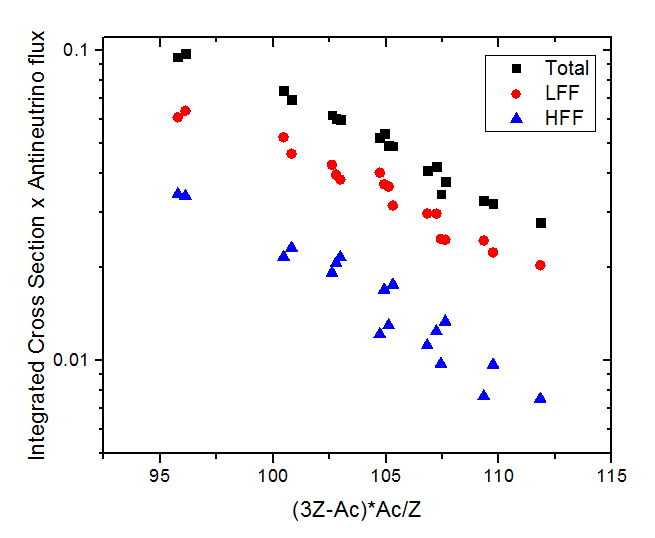 0.1
0.01
Integrated Cross Section x Antineutrino flux
Total
LFF
HFF
95
100
105
110
115
(3Z-Ac)*Ac/Z